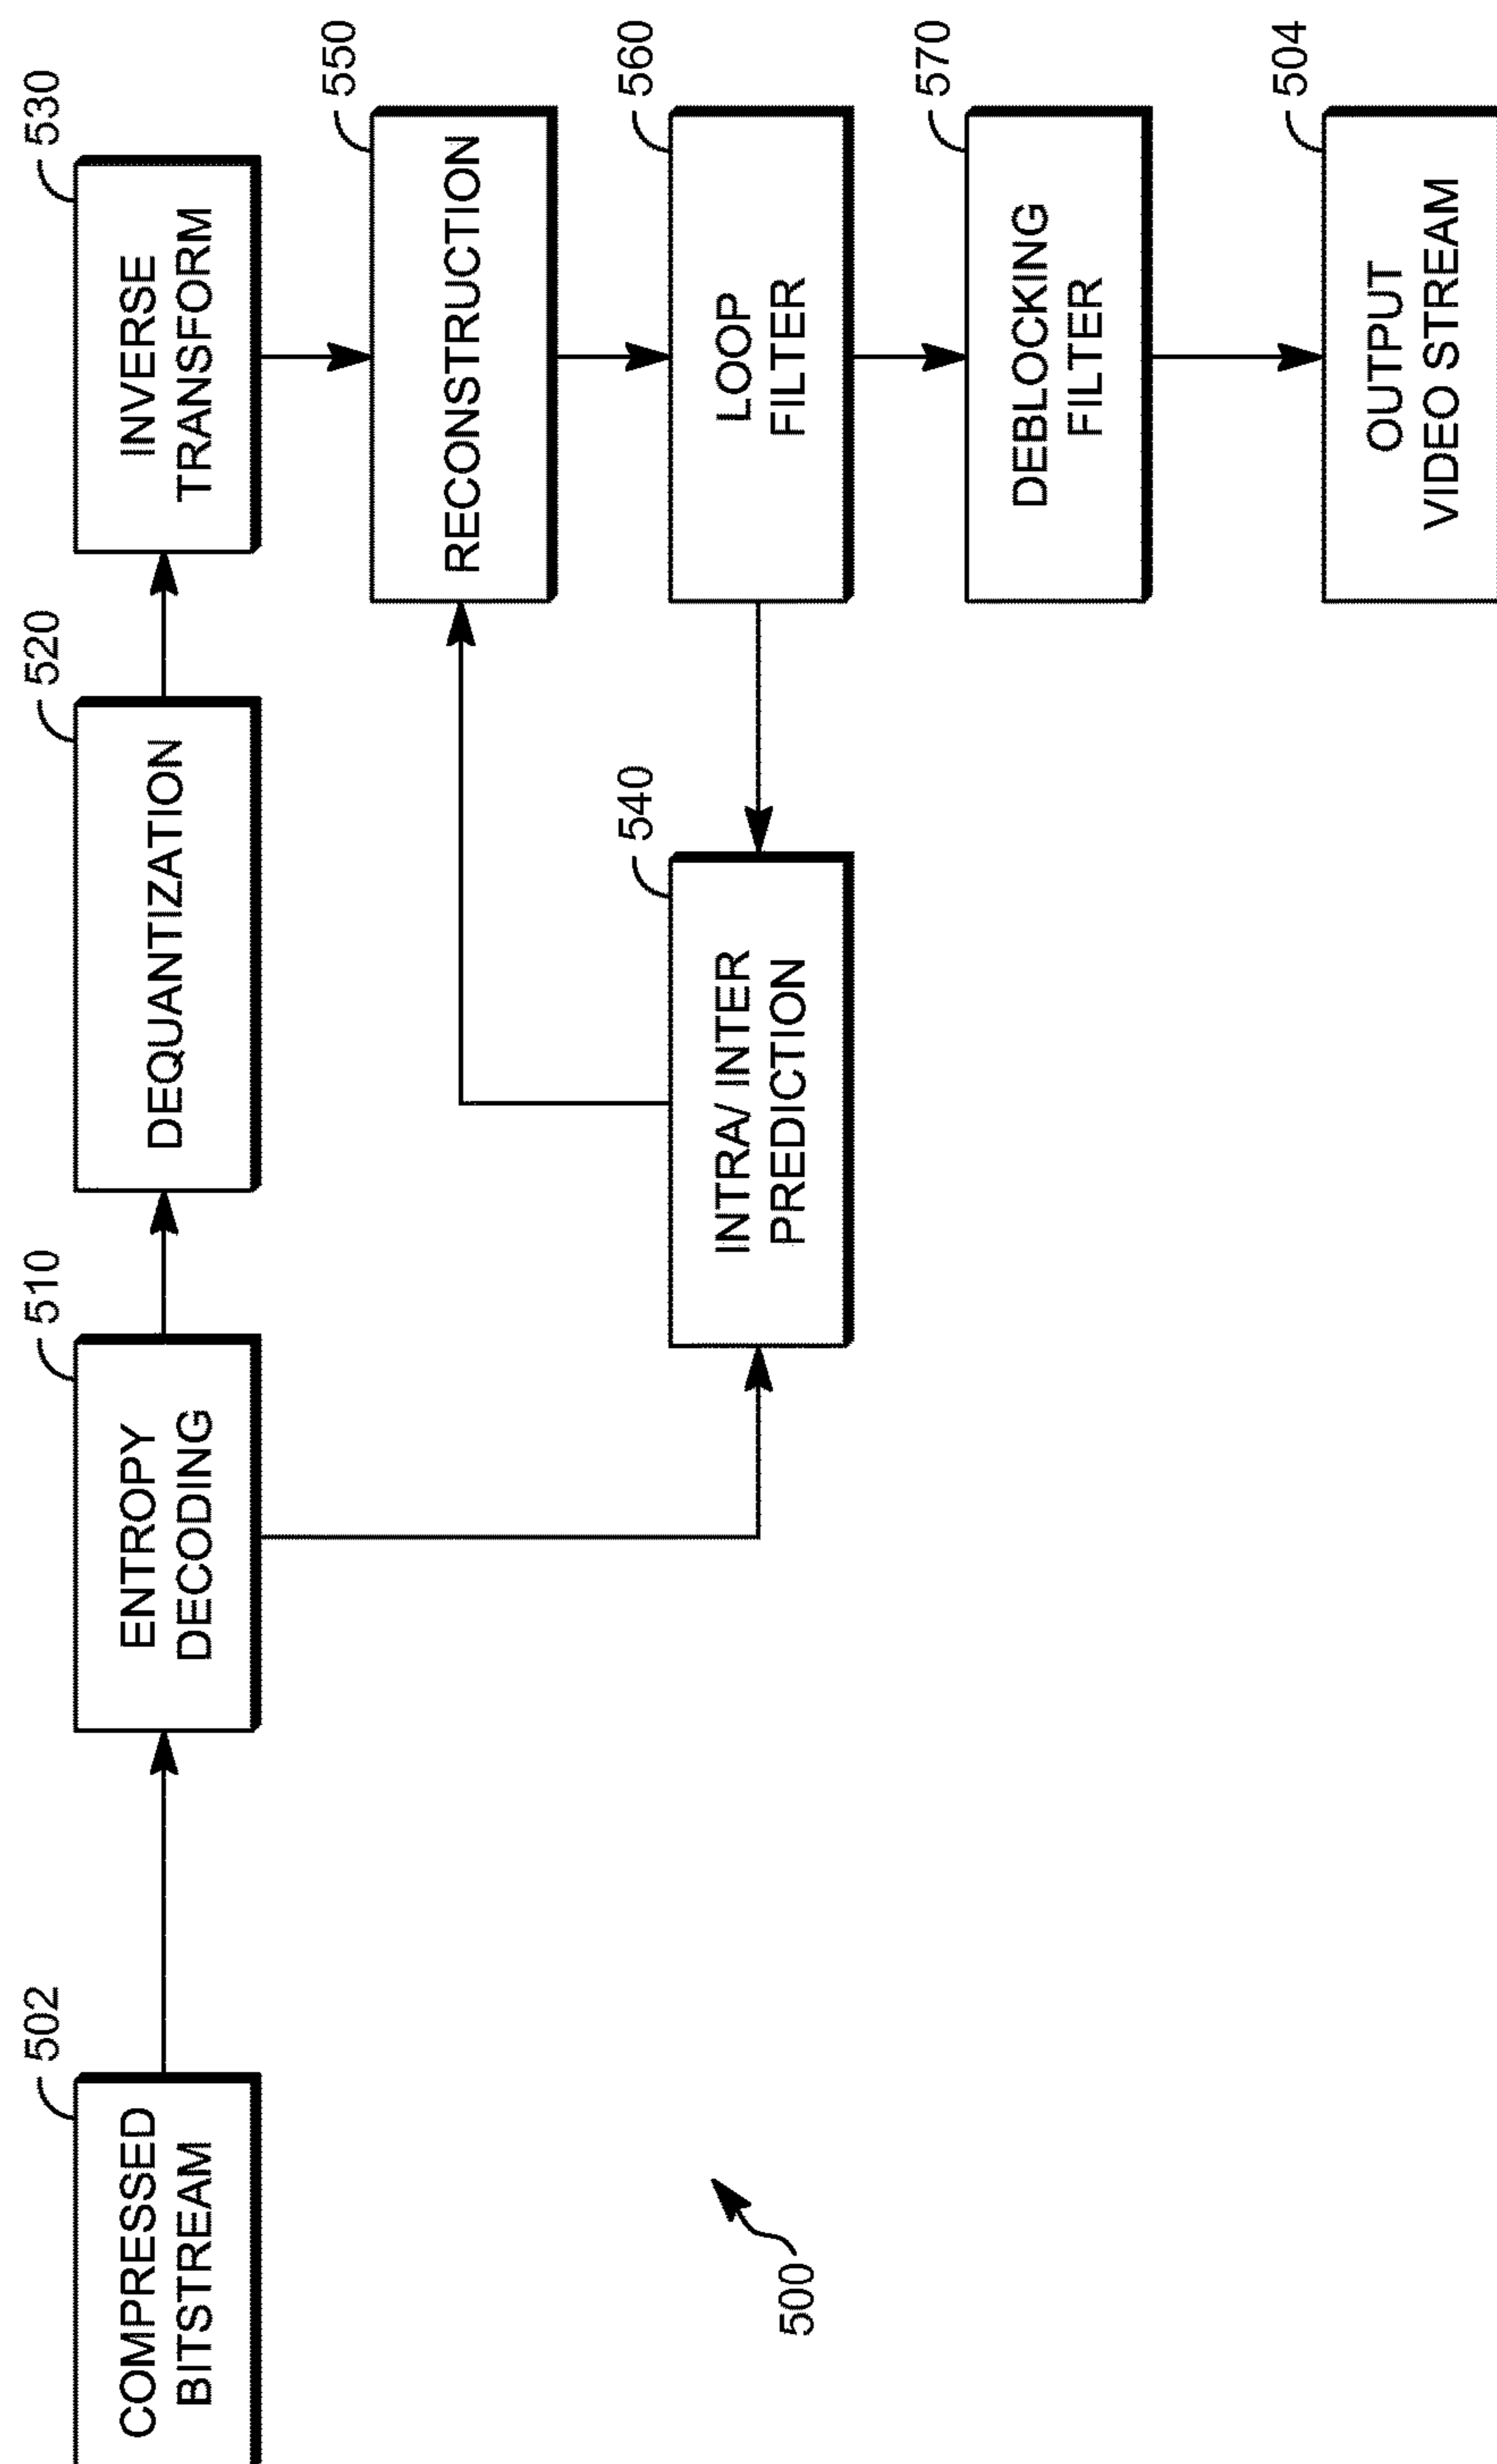 502
COMPRESSED
BITSTREAM
510
ENTROPY
DECODING
520
DEQUANTIZATION
530
INVERSE
TRANSFORM
550
RECONSTRUCTION
540
INTRA/ INTER
PREDICTION
560
LOOP
FILTER
570
DEBLOCKING
FILTER
504
OUTPUT
VIDEO STREAM
500